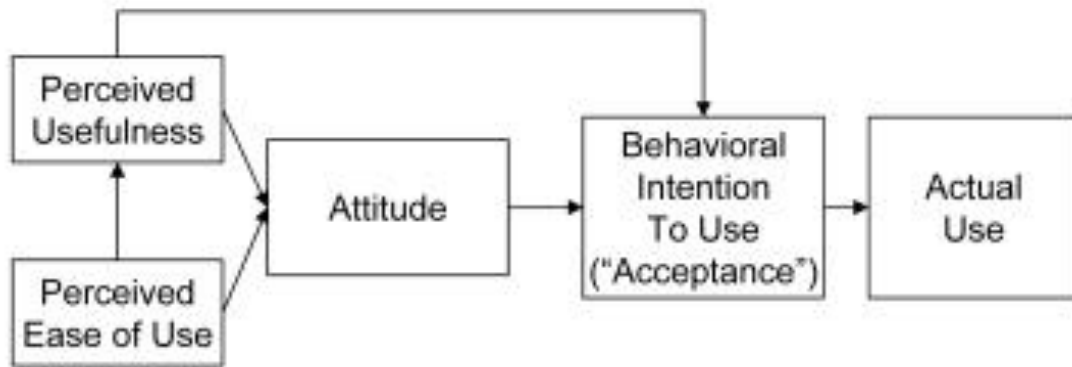 Perceived
Usefulness
Perceived
Ease of Use
Attitude
Behavioral
Intention
To Use
(“Acceptance”)
Actual
Use